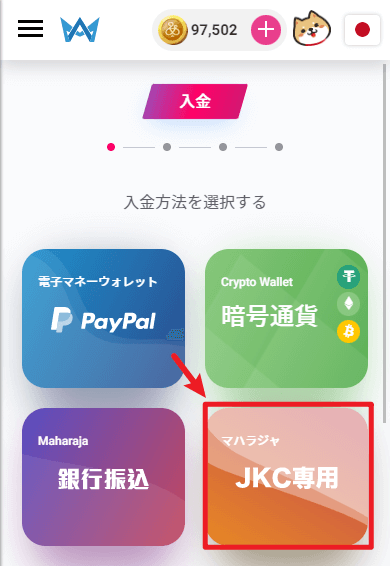 97,502
入金
入金方法を選択する
電子マネーウォレット
PayPal
Crypto Wallet
暗号通貨
Maharaja
銀行振込
マハラジャ
JKC専用